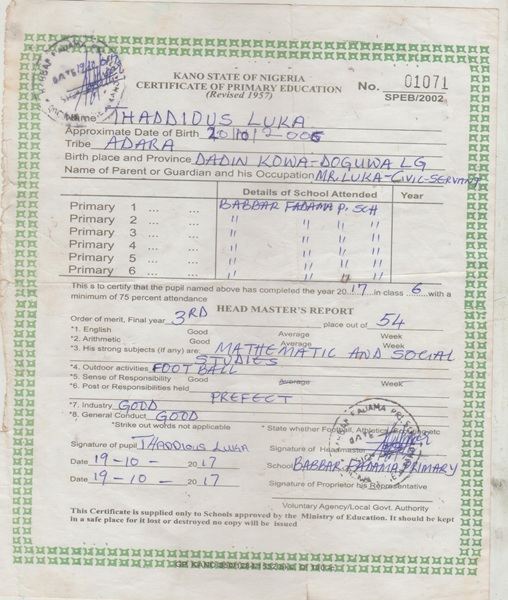 KANO STATE OF NIGERIA
CERTIFICATE OF PRIMARY EDUCATION
(Revised 1957)
No. 01071
SPEB/2002
Name THADDIOUS LUKA
Approximate Date of Birth 20/10/2006
Tribe ADARA
Birth place and Province DADIN KOWA-DOGUWA LG
Name of Parent or Guardian and his Occupation MR. LUKA-CIVIL-SERVANT
Details of School Attended Year
Primary 1 ... ... BABBAR FADAMA P. SCH
Primary 2 ... ... " " " "
Primary 3 ... ... " " " "
Primary 4 ... ... " " " "
Primary 5 ... ... " " " "
Primary 6 ... ... " " " "
This s to certify that the pupil named above has completed the year 2017 in class 6 with a
minimum of 75 percent attendance
HEAD MASTER'S REPORT
Order of merit, Final year 3RD place out of 54
*1. English Good Average Week
*2. Arithmetic Good Average Week
*3. His strong subjects (if any) are: MATHEMATIC AND SOCIAL
STUDIES
*4. Outdoor activities FOOTBALL
*5. Sense of Responsibility Good Average Week
*6. Post or Responsibilities held PREFECT
*7. Industry GOOD
*8. General Conduct GOOD
*Strike out words not applicable * State whether Football, Athletics
Signature of pupil THADDIOUS LUKA
Signature of Headmaster
Date 19-10- 2017
School BABBAR FADAMA PRIMARY
Date 19-10- 2017
Signature of Proprietor his Representative
Voluntary Agency/Local Govt. Authority
This Certificate is supplied only to Schools approved by the Ministry of Education. It should be kept
in a safe place for it lost or destroyed no copy will be issued